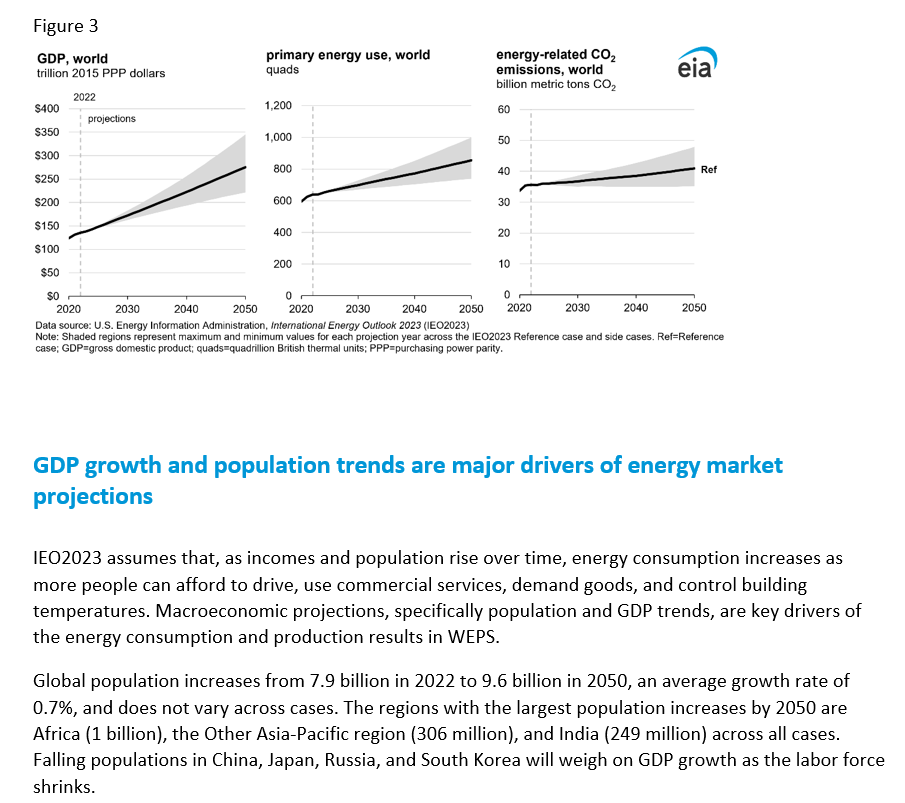 Figure 3
GDP, world
trillion 2015 PPP dollars
2022
projections
$400
$350
$300
$250
$200
$150
$100
$50
$0
2020 2030 2040 2050
primary energy use, world
quads
1,200
1,000
800
600
400
200
0
2020 2030 2040 2050
energy-related CO₂
emissions, world
billion metric tons CO₂
60
50
40
30
20
10
0
2020 2030 2040 2050
Ref
eia
Data source: U.S. Energy Information Administration, International Energy Outlook 2023 (IEO2023)
Note: Shaded regions represent maximum and minimum values for each projection year across the IEO2023 Reference case and side cases. Ref=Reference
case; GDP=gross domestic product; quads=quadrillion British thermal units; PPP=purchasing power parity.
GDP growth and population trends are major drivers of energy market
projections
IEO2023 assumes that, as incomes and population rise over time, energy consumption increases as
more people can afford to drive, use commercial services, demand goods, and control building
temperatures. Macroeconomic projections, specifically population and GDP trends, are key drivers of
the energy consumption and production results in WEPS.
Global population increases from 7.9 billion in 2022 to 9.6 billion in 2050, an average growth rate of
0.7%, and does not vary across cases. The regions with the largest population increases by 2050 are
Africa (1 billion), the Other Asia-Pacific region (306 million), and India (249 million) across all cases.
Falling populations in China, Japan, Russia, and South Korea will weigh on GDP growth as the labor force
shrinks.